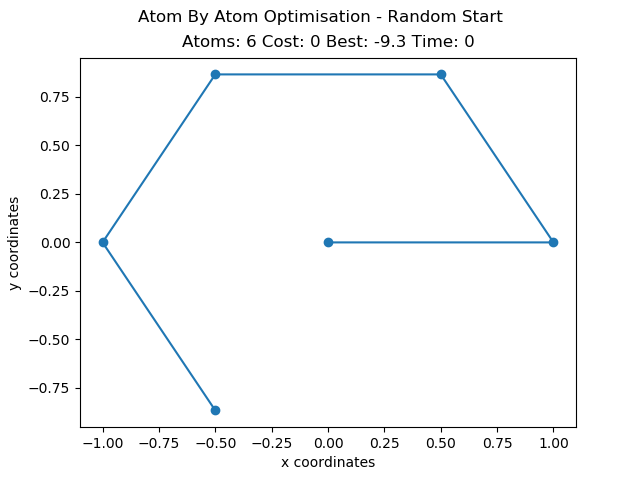 Atom By Atom Optimisation - Random Start
Atoms: 6 Cost: 0 Best: -9.3 Time: 0
y coordinates
0.75
0.50
0.25
0.00
−0.25
−0.50
−0.75
−1.00 −0.75 −0.50 −0.25 0.00 0.25 0.50 0.75 1.00
x coordinates